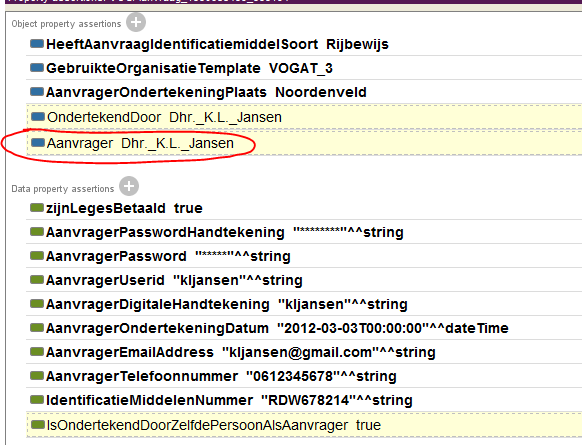 Object property assertions
HeeftAanvraagIdentificatiemiddelSoort Rijbewijs
GebruikteOrganisatieTemplate VOGAT_3
AanvragerOndertekeningPlaats Noordenveld
OndertekendDoor Dhr._K.L._Jansen
Aanvrager Dhr._K.L._Jansen
Data property assertions
zijnLegesBetaald true
AanvragerPasswordHandtekening "********"^^string
AanvragerPassword "*****"^^string
AanvragerUserid "kljansen"^^string
AanvragerDigitaleHandtekening "kljansen"^^string
AanvragerOndertekeningDatum "2012-03-03T00:00:00"^^dateTime
AanvragerEmailAddress "kljansen@gmail.com"^^string
AanvragerTelefoonnummer "0612345678"^^string
IdentificatieMiddelenNummer "RDW678214"^^string
IsOndertekendDoorZelfdePersoonAlsAanvrager true